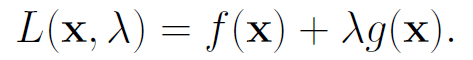 L(x, λ) = f(x) + λg(x).